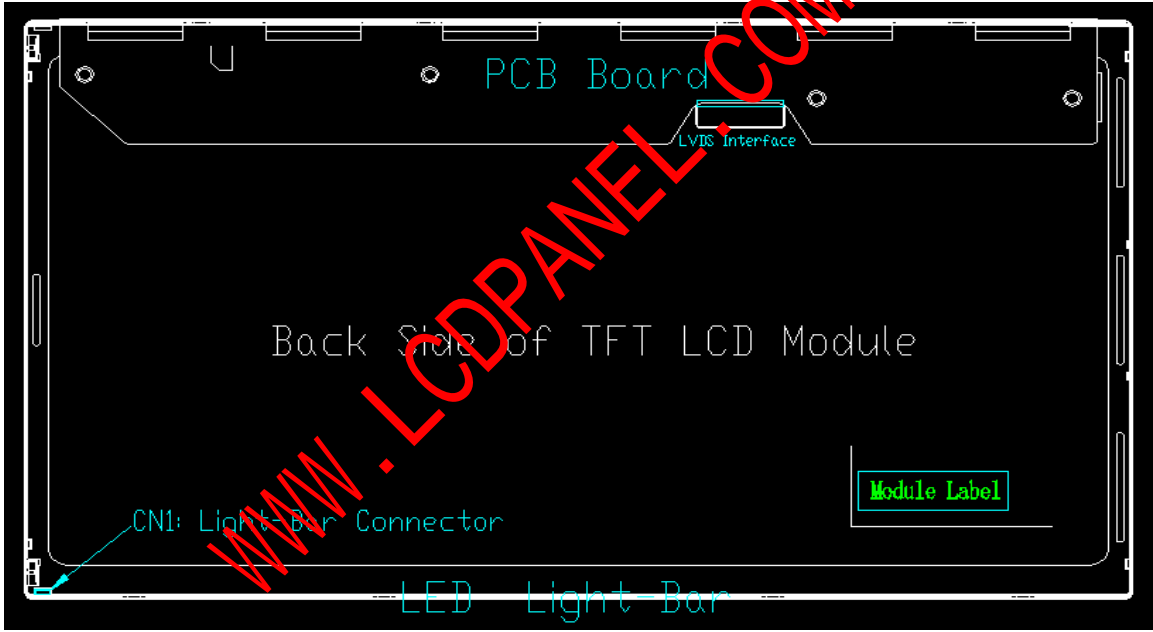 PCB Board
LVDS Interface
Back Side of TFT LCD Module
Module Label
CN1: Light-Bar Connector
LED Light-Bar
WWW.LCDPANEL.COM